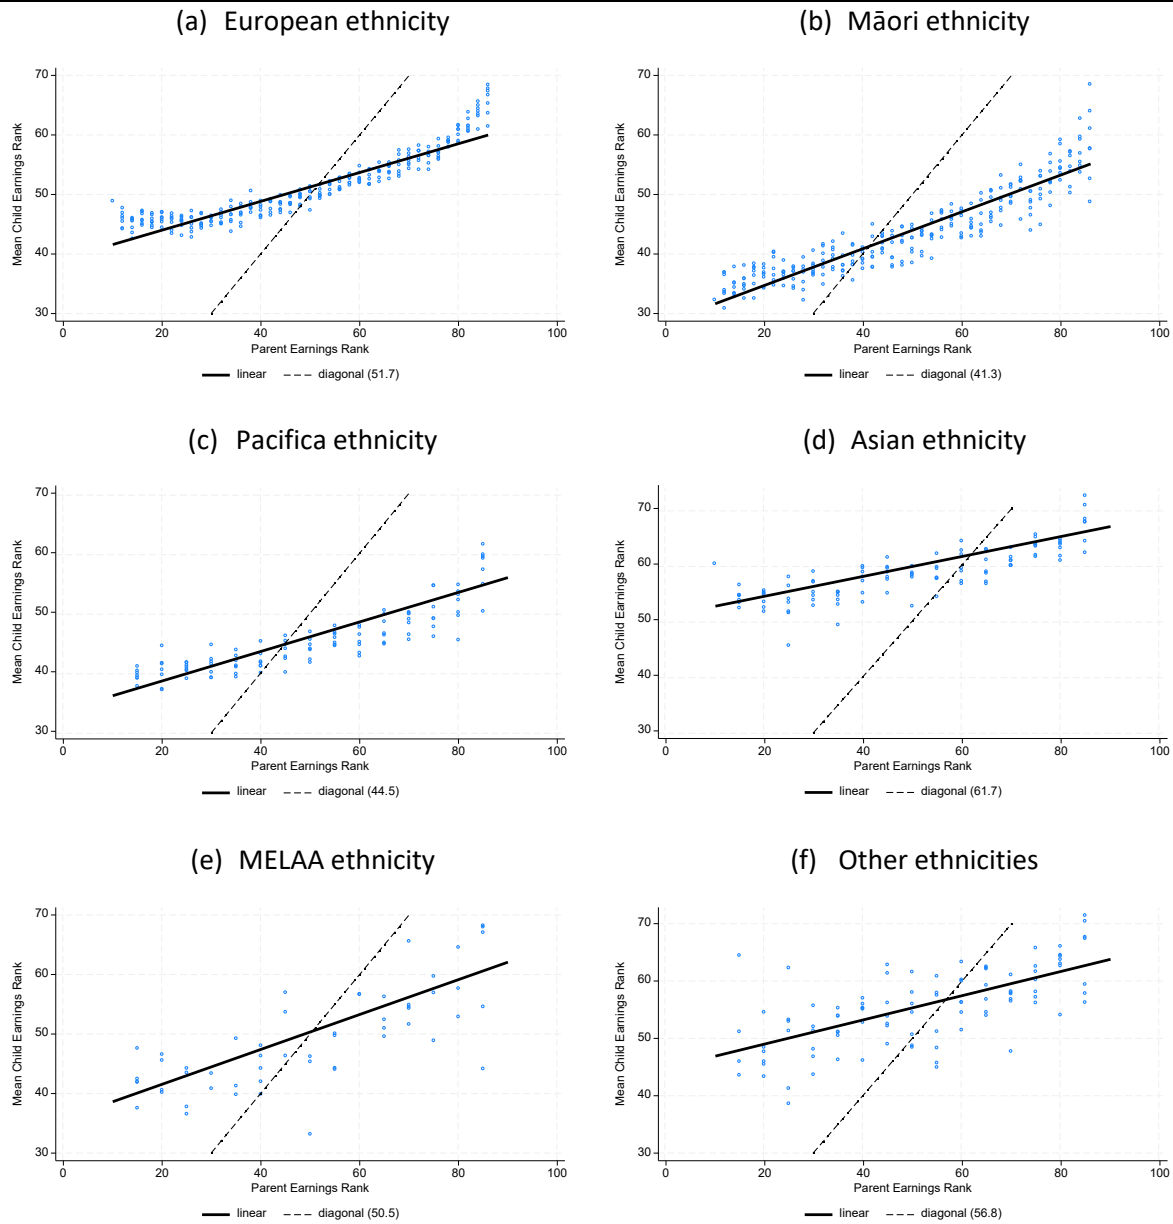 (a) European ethnicity
70
60
50
40
30
Mean Child Earnings Rank
0 20 40 60 80 100
Parent Earnings Rank
linear diagonal (51.7)
(b) Māori ethnicity
70
60
50
40
30
Mean Child Earnings Rank
0 20 40 60 80 100
Parent Earnings Rank
linear diagonal (41.3)
(c) Pacifica ethnicity
70
60
50
40
30
Mean Child Earnings Rank
0 20 40 60 80 100
Parent Earnings Rank
linear diagonal (44.5)
(d) Asian ethnicity
70
60
50
40
30
Mean Child Earnings Rank
0 20 40 60 80 100
Parent Earnings Rank
linear diagonal (61.7)
(e) MELAA ethnicity
70
60
50
40
30
Mean Child Earnings Rank
0 20 40 60 80 100
Parent Earnings Rank
linear diagonal (50.5)
(f) Other ethnicities
70
60
50
40
30
Mean Child Earnings Rank
0 20 40 60 80 100
Parent Earnings Rank
linear diagonal (56.8)